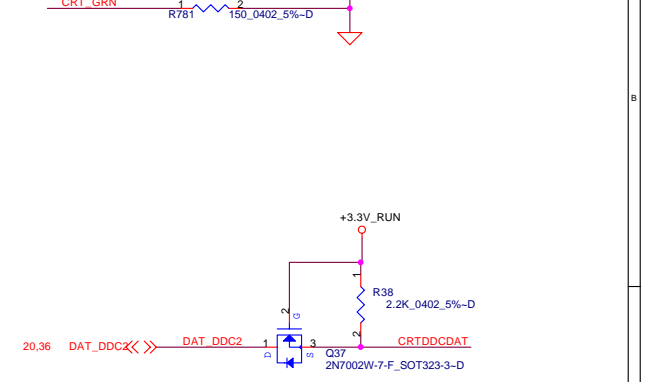 CRT_GRN
1
2
R781
150_0402_5%~D
B
+3.3V_RUN
1
R38
2.2K_0402_5%~D
2
G
2
20,36
DAT_DDC2
DAT_DDC2
1
D
S
3
CRTDDCDAT
Q37
2N7002W-7-F_SOT323-3~D